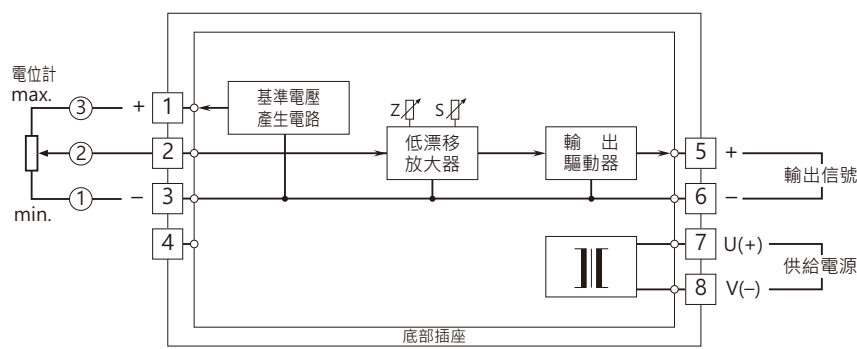 電位計
max.
③
+
1
②
2
①
−
3
min.
4
基準電壓
產生電路
Z
S
低漂移
放大器
輸 出
驅動器
5
+
6
−
輸出信號
7
U(+)
8
V(–)
供給電源
底部插座